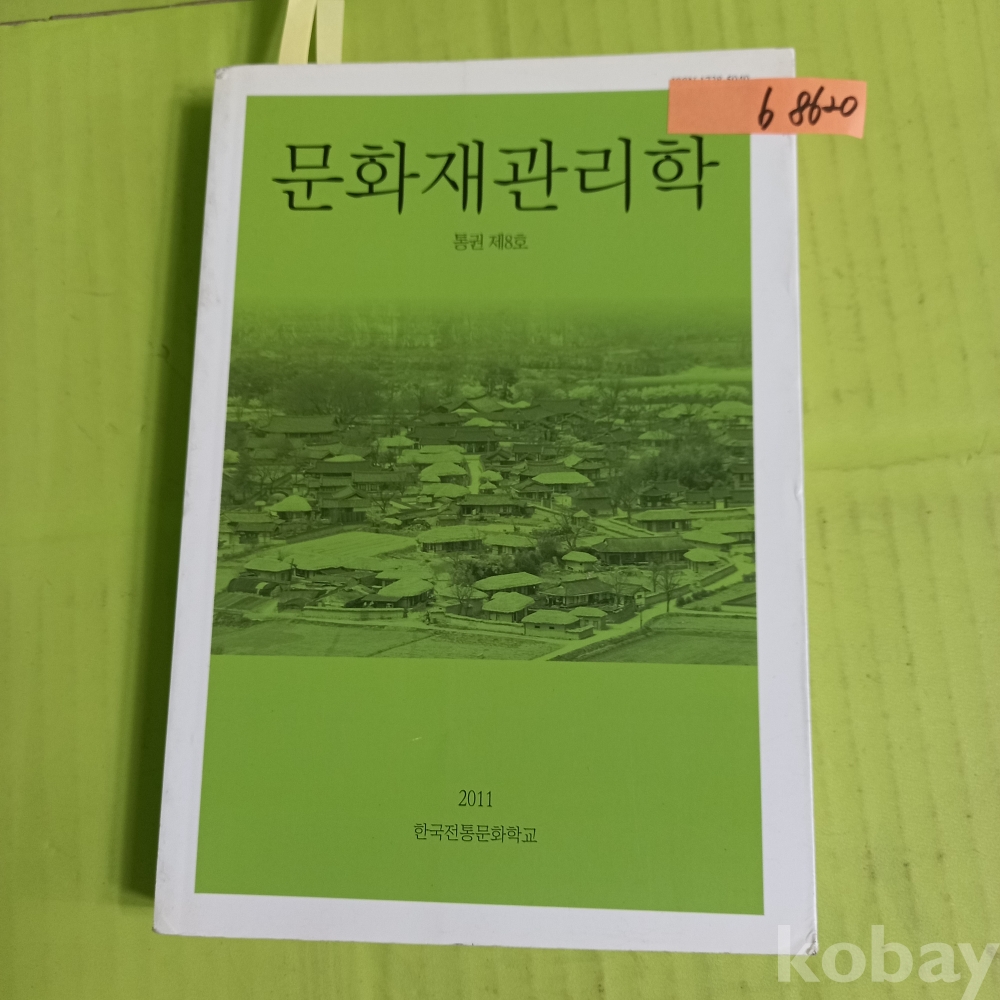 b 8620
문화재관리학
통권 제8호
2011
한국전통문화학교
kobay